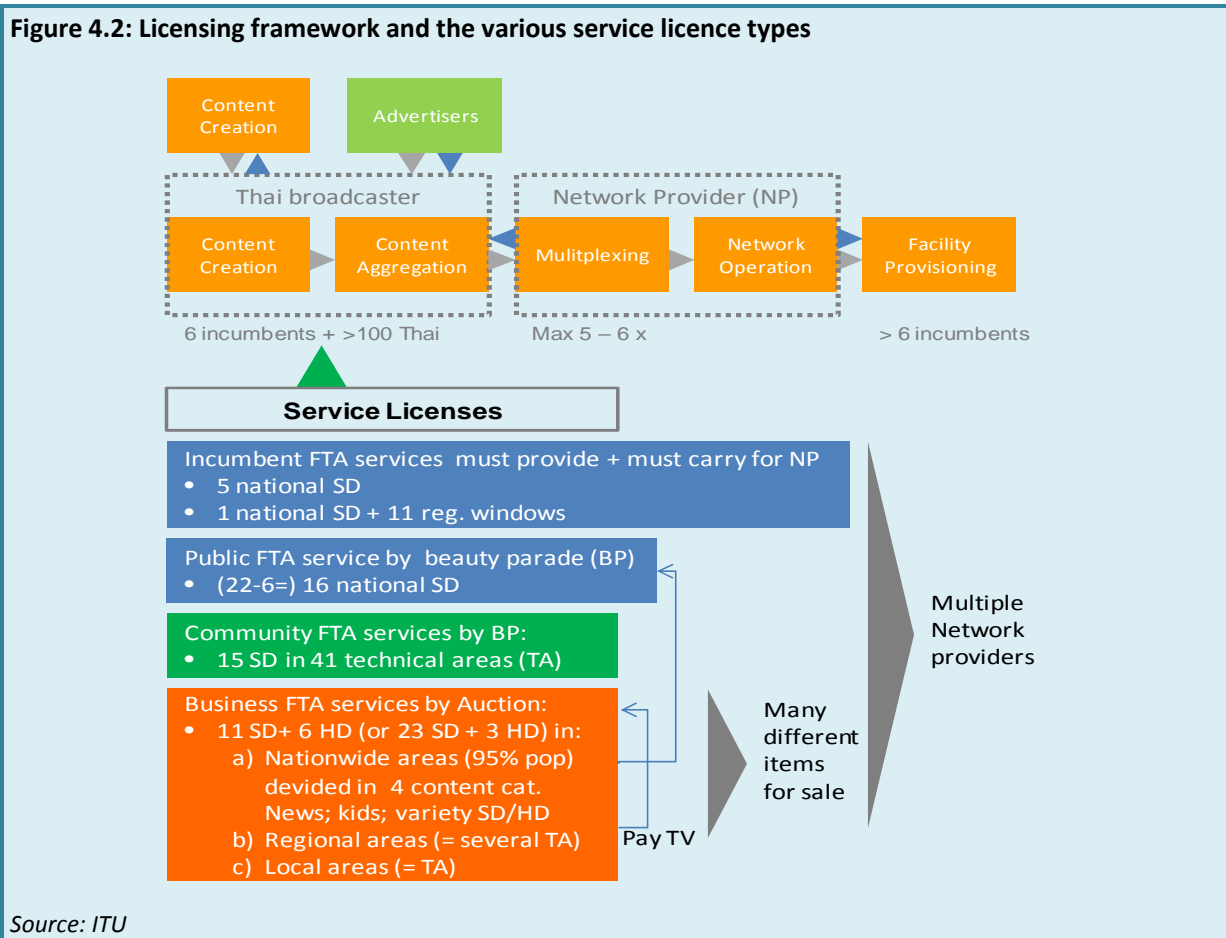 Figure 4.2: Licensing framework and the various service licence types
Content
Creation
Advertisers
Thai broadcaster
Network Provider (NP)
Content
Creation
Content
Aggregation
Mulitplexing
Network
Operation
Facility
Provisioning
6 incumbents + >100 Thai
Max 5 – 6 x
> 6 incumbents
Service Licenses
Incumbent FTA services must provide + must carry for NP
• 5 national SD
• 1 national SD + 11 reg. windows
Public FTA service by beauty parade (BP)
• (22-6=) 16 national SD
Community FTA services by BP:
• 15 SD in 41 technical areas (TA)
Business FTA services by Auction:
• 11 SD+ 6 HD (or 23 SD + 3 HD) in:
a) Nationwide areas (95% pop)
devided in 4 content cat.
News; kids; variety SD/HD
b) Regional areas (= several TA)
c) Local areas (= TA)
Pay TV
Many
different
items
for sale
Multiple
Network
providers
Source: ITU